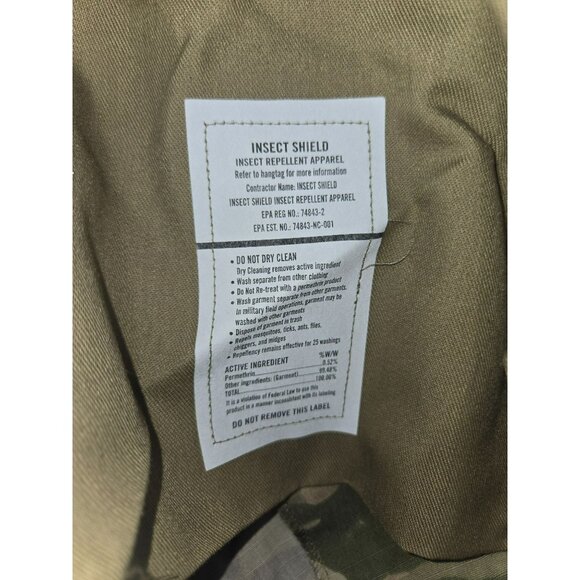 INSECT SHIELD
INSECT REPELLENT APPAREL
Refer to hangtag for more information
Contractor Name: INSECT SHIELD
INSECT SHIELD INSECT REPELLENT APPAREL
EPA REG NO.: 74843-2
EPA EST. NO.: 74843-NC-001
• DO NOT DRY CLEAN
Dry Cleaning removes active ingredient
• Wash separate from other clothing
• Do Not Re-treat with a permethrin product
• Wash garment separate from other garments.
In military field operations, garment may be
washed with other garments
• Dispose of garment in trash
• Repels mosquitoes, ticks, ants, flies,
chiggers, and midges
• Repellency remains effective for 25 washings
ACTIVE INGREDIENT %W/W
Permethrin 0.52%
Other ingredients: (Garment) 99.48%
TOTAL 100.00%
It is a violation of Federal Law to use this
product in a manner inconsistent with its labeling
DO NOT REMOVE THIS LABEL